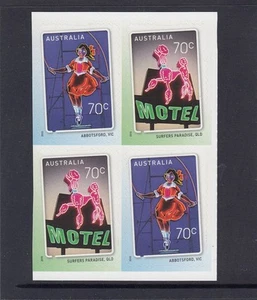 AUSTRALIA
70c
ABBOTSFORD, VIC
70c
MOTEL
AUSTRALIA
SURFERS PARADISE, QLD
AUSTRALIA
70c
MOTEL
SURFERS PARADISE, QLD
AUSTRALIA
70c
ABBOTSFORD, VIC